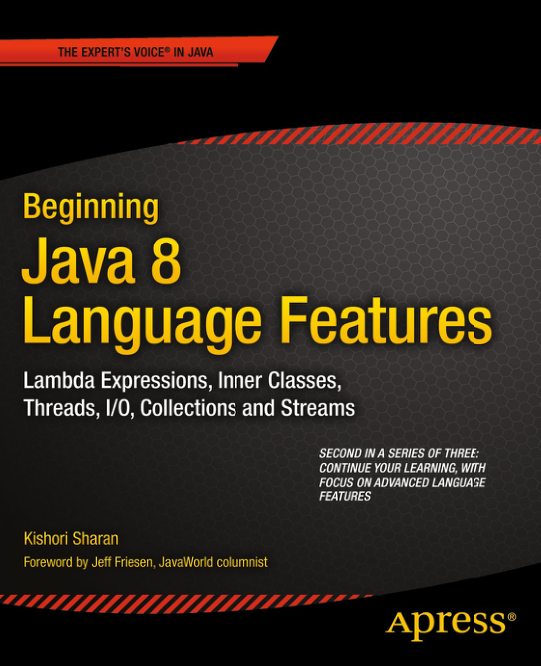 THE EXPERT'S VOICE® IN JAVA
Beginning
Java 8
Language Features
Lambda Expressions, Inner Classes,
Threads, I/O, Collections and Streams
SECOND IN A SERIES OF THREE:
CONTINUE YOUR LEARNING, WITH
FOCUS ON ADVANCED LANGUAGE
FEATURES
Kishori Sharan
Foreword by Jeff Friesen, JavaWorld columnist
Apress®